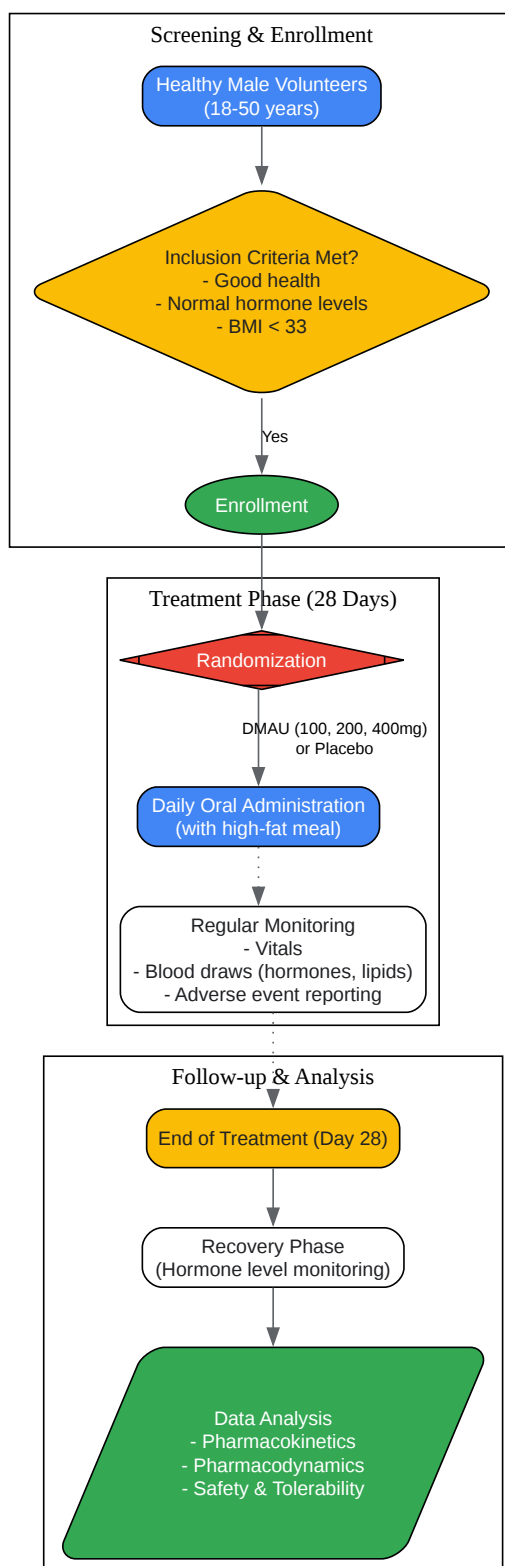 Screening & Enrollment
Healthy Male Volunteers
(18-50 years)
Inclusion Criteria Met?
- Good health
- Normal hormone levels
- BMI < 33
Yes
Enrollment
Treatment Phase (28 Days)
Randomization
DMAU (100, 200, 400mg)
or Placebo
Daily Oral Administration
(with high-fat meal)
Regular Monitoring
- Vitals
- Blood draws (hormones, lipids)
- Adverse event reporting
Follow-up & Analysis
End of Treatment (Day 28)
Recovery Phase
(Hormone level monitoring)
Data Analysis
- Pharmacokinetics
- Pharmacodynamics
- Safety & Tolerability